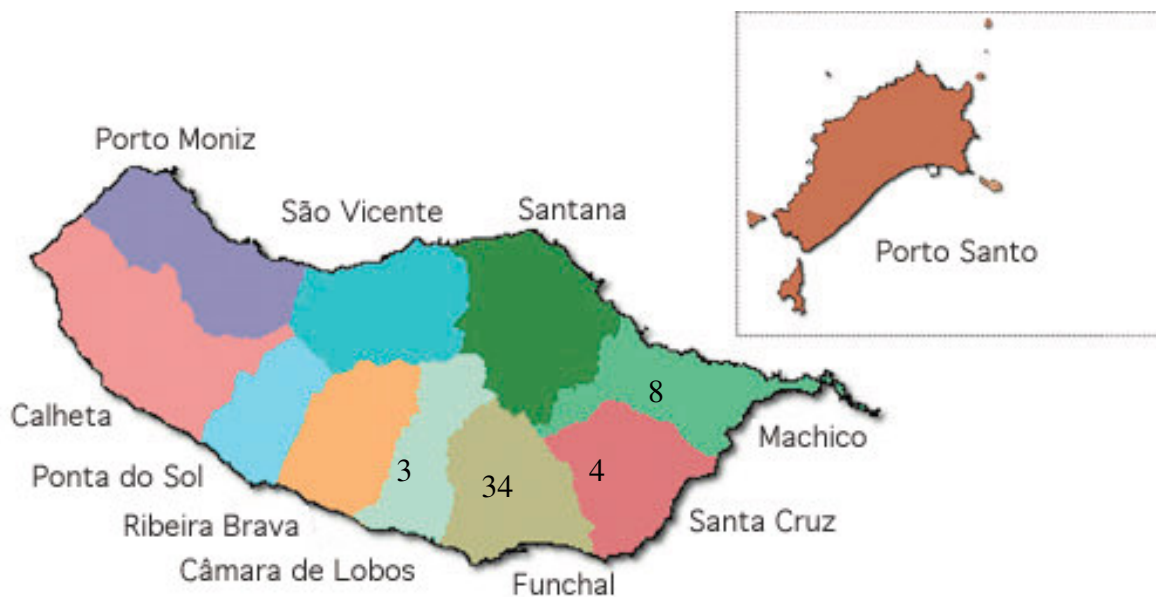 Porto Moniz
São Vicente
Santana
Porto Santo
8
Calheta
Machico
3
34
4
Ponta do Sol
Santa Cruz
Ribeira Brava
Câmara de Lobos
Funchal